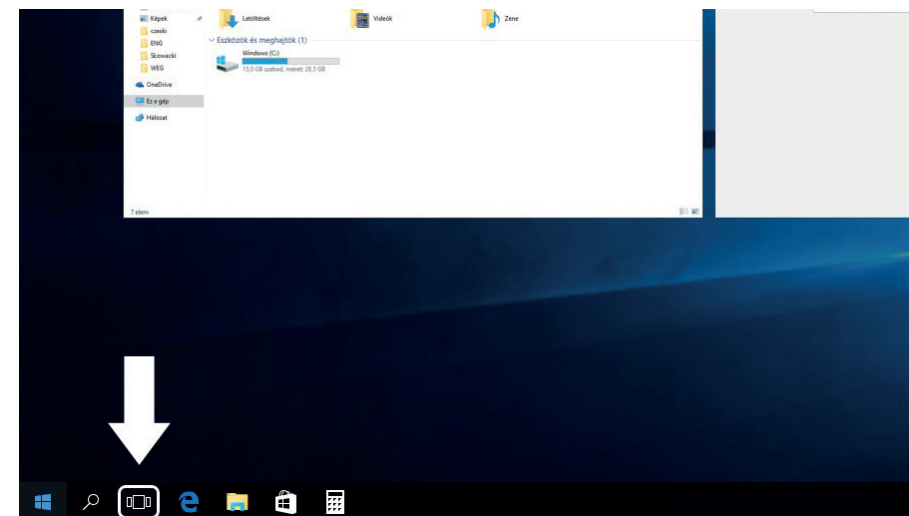 Képek
Letöltések
Videók
Zene
czeski
ENG
Słowacki
WEG
Eszközök és meghajtók (1)
Windows (C:)
15,0 GB szabad, méret: 28,3 GB
OneDrive
Ez a gép
Hálózat
7 elem